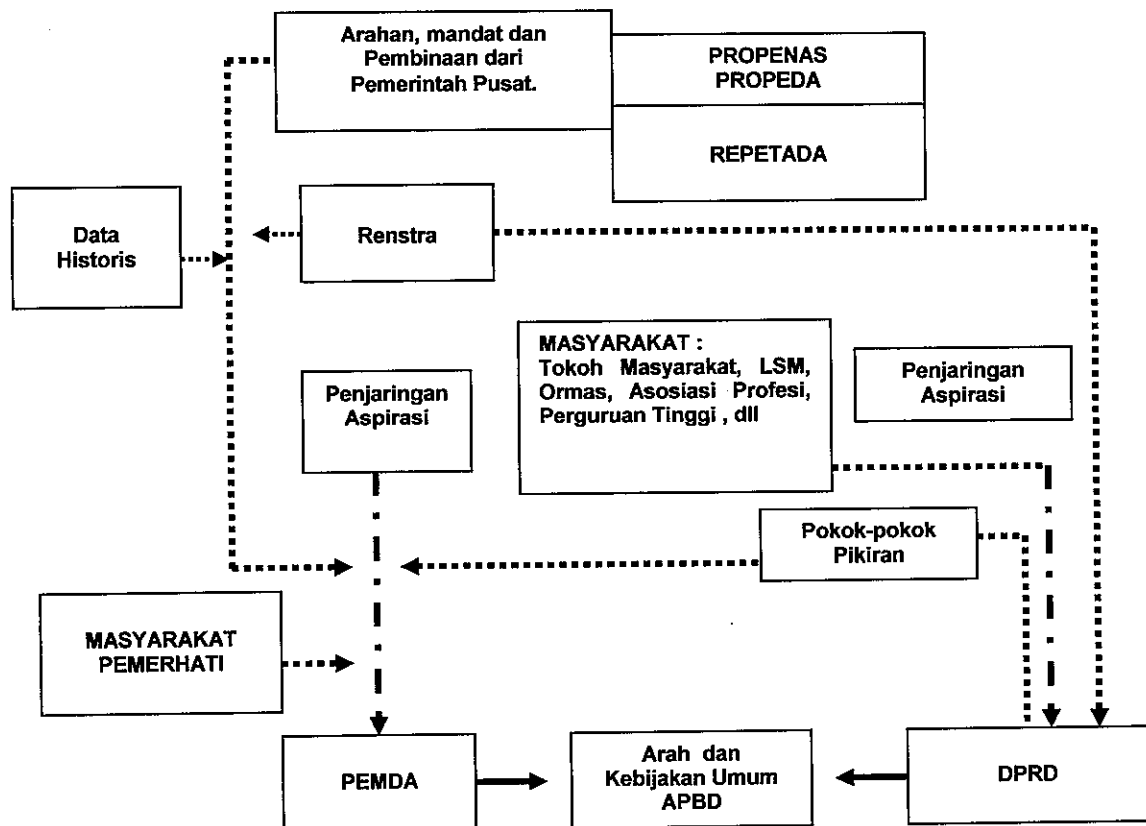 Arahan, mandat dan
Pembinaan dari
Pemerintah Pusat.
PROPENAS
PROPEDA
REPETADA
Data
Historis
Renstra
MASYARAKAT :
Tokoh Masyarakat, LSM,
Ormas, Asosiasi Profesi,
Perguruan Tinggi , dll
Penjaringan
Aspirasi
Penjaringan
Aspirasi
Pokok-pokok
Pikiran
MASYARAKAT
PEMERHATI
PEMDA
Arah dan
Kebijakan Umum
APBD
DPRD